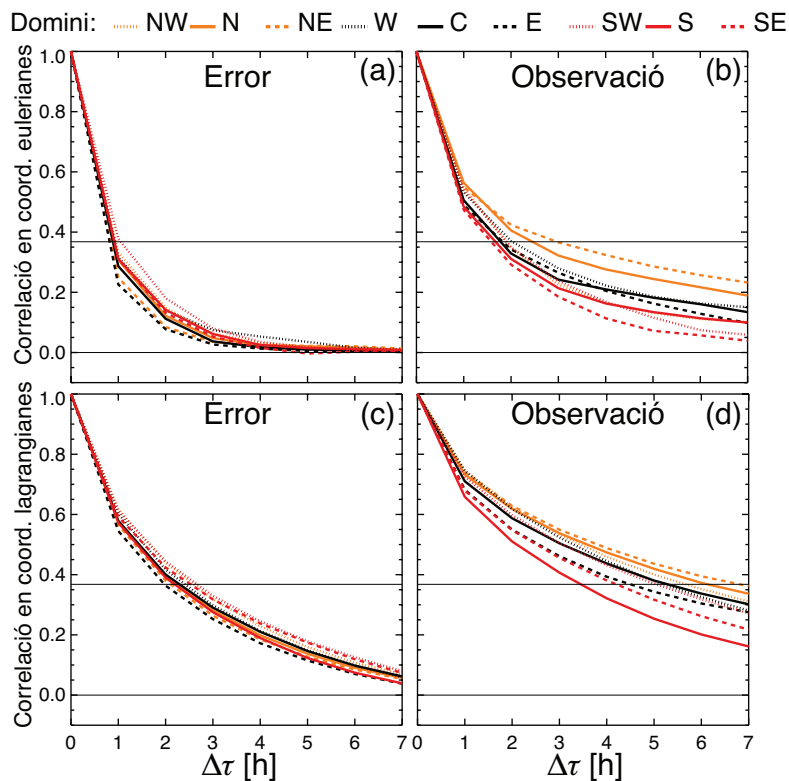 Domini: NW N NE W C E SW S SE
1.0
0.8
0.6
0.4
0.2
0.0
Correlació en coord. eulerianes
Error
(a)
Observació
(b)
1.0
0.8
0.6
0.4
0.2
0.0
Correlació en coord. lagrangianes
Error
(c)
Observació
(d)
0 1 2 3 4 5 6 7 0 1 2 3 4 5 6 7
Δτ [h] Δτ [h]